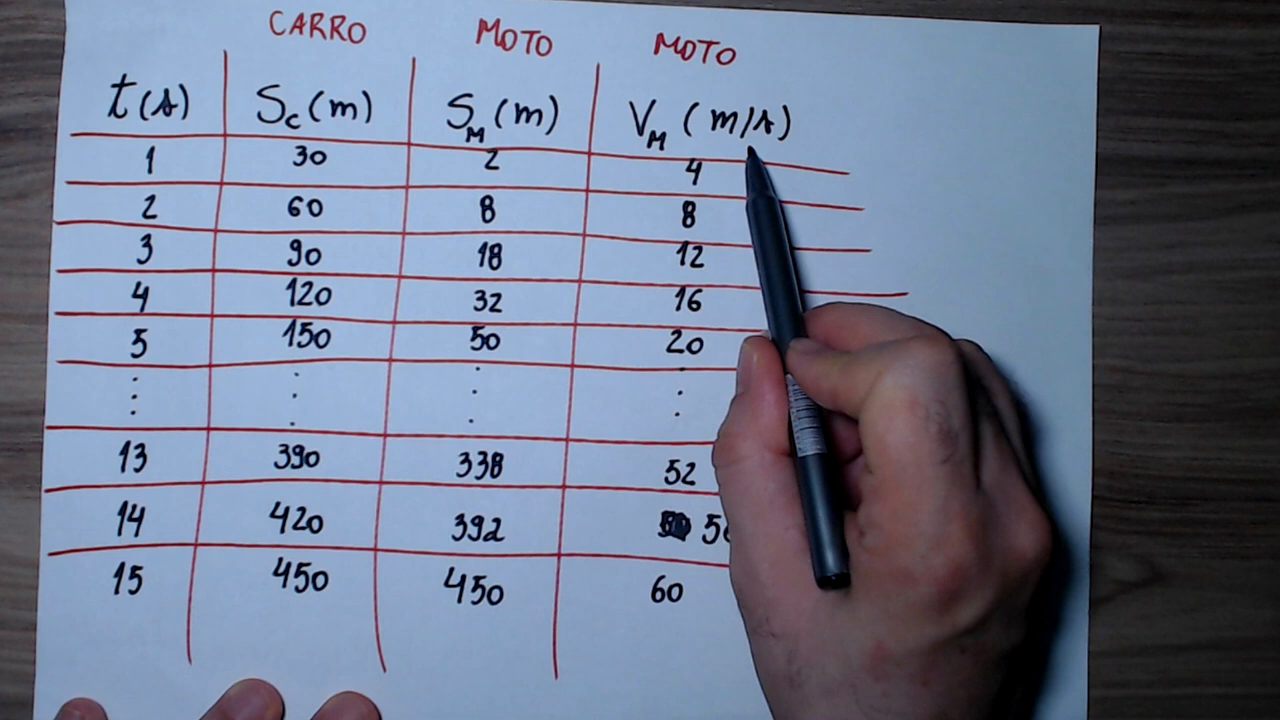 CARRO MOTO MOTO
t(s) Sc(m) SM(m) VM(m/s)
1 30 2 4
2 60 8 8
3 90 18 12
4 120 32 16
5 150 50 20
⋮ ⋮ ⋮ ⋮
13 390 338 52
14 420 392
15 450 450 60